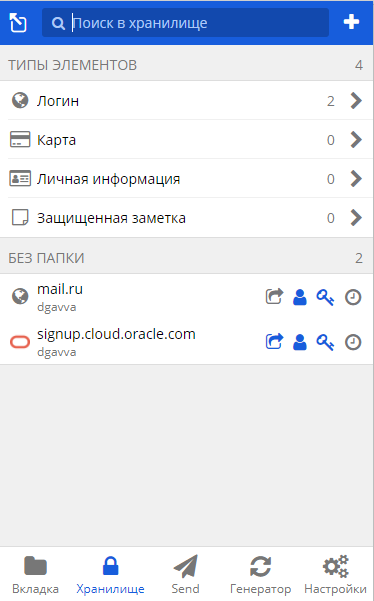 Поиск в хранилище
ТИПЫ ЭЛЕМЕНТОВ 4
Логин 2
Карта 0
Личная информация 0
Защищенная заметка 0
БЕЗ ПАПКИ 2
mail.ru
dgavva
signup.cloud.oracle.com
dgavva
Вкладка Хранилище Send Генератор Настройки